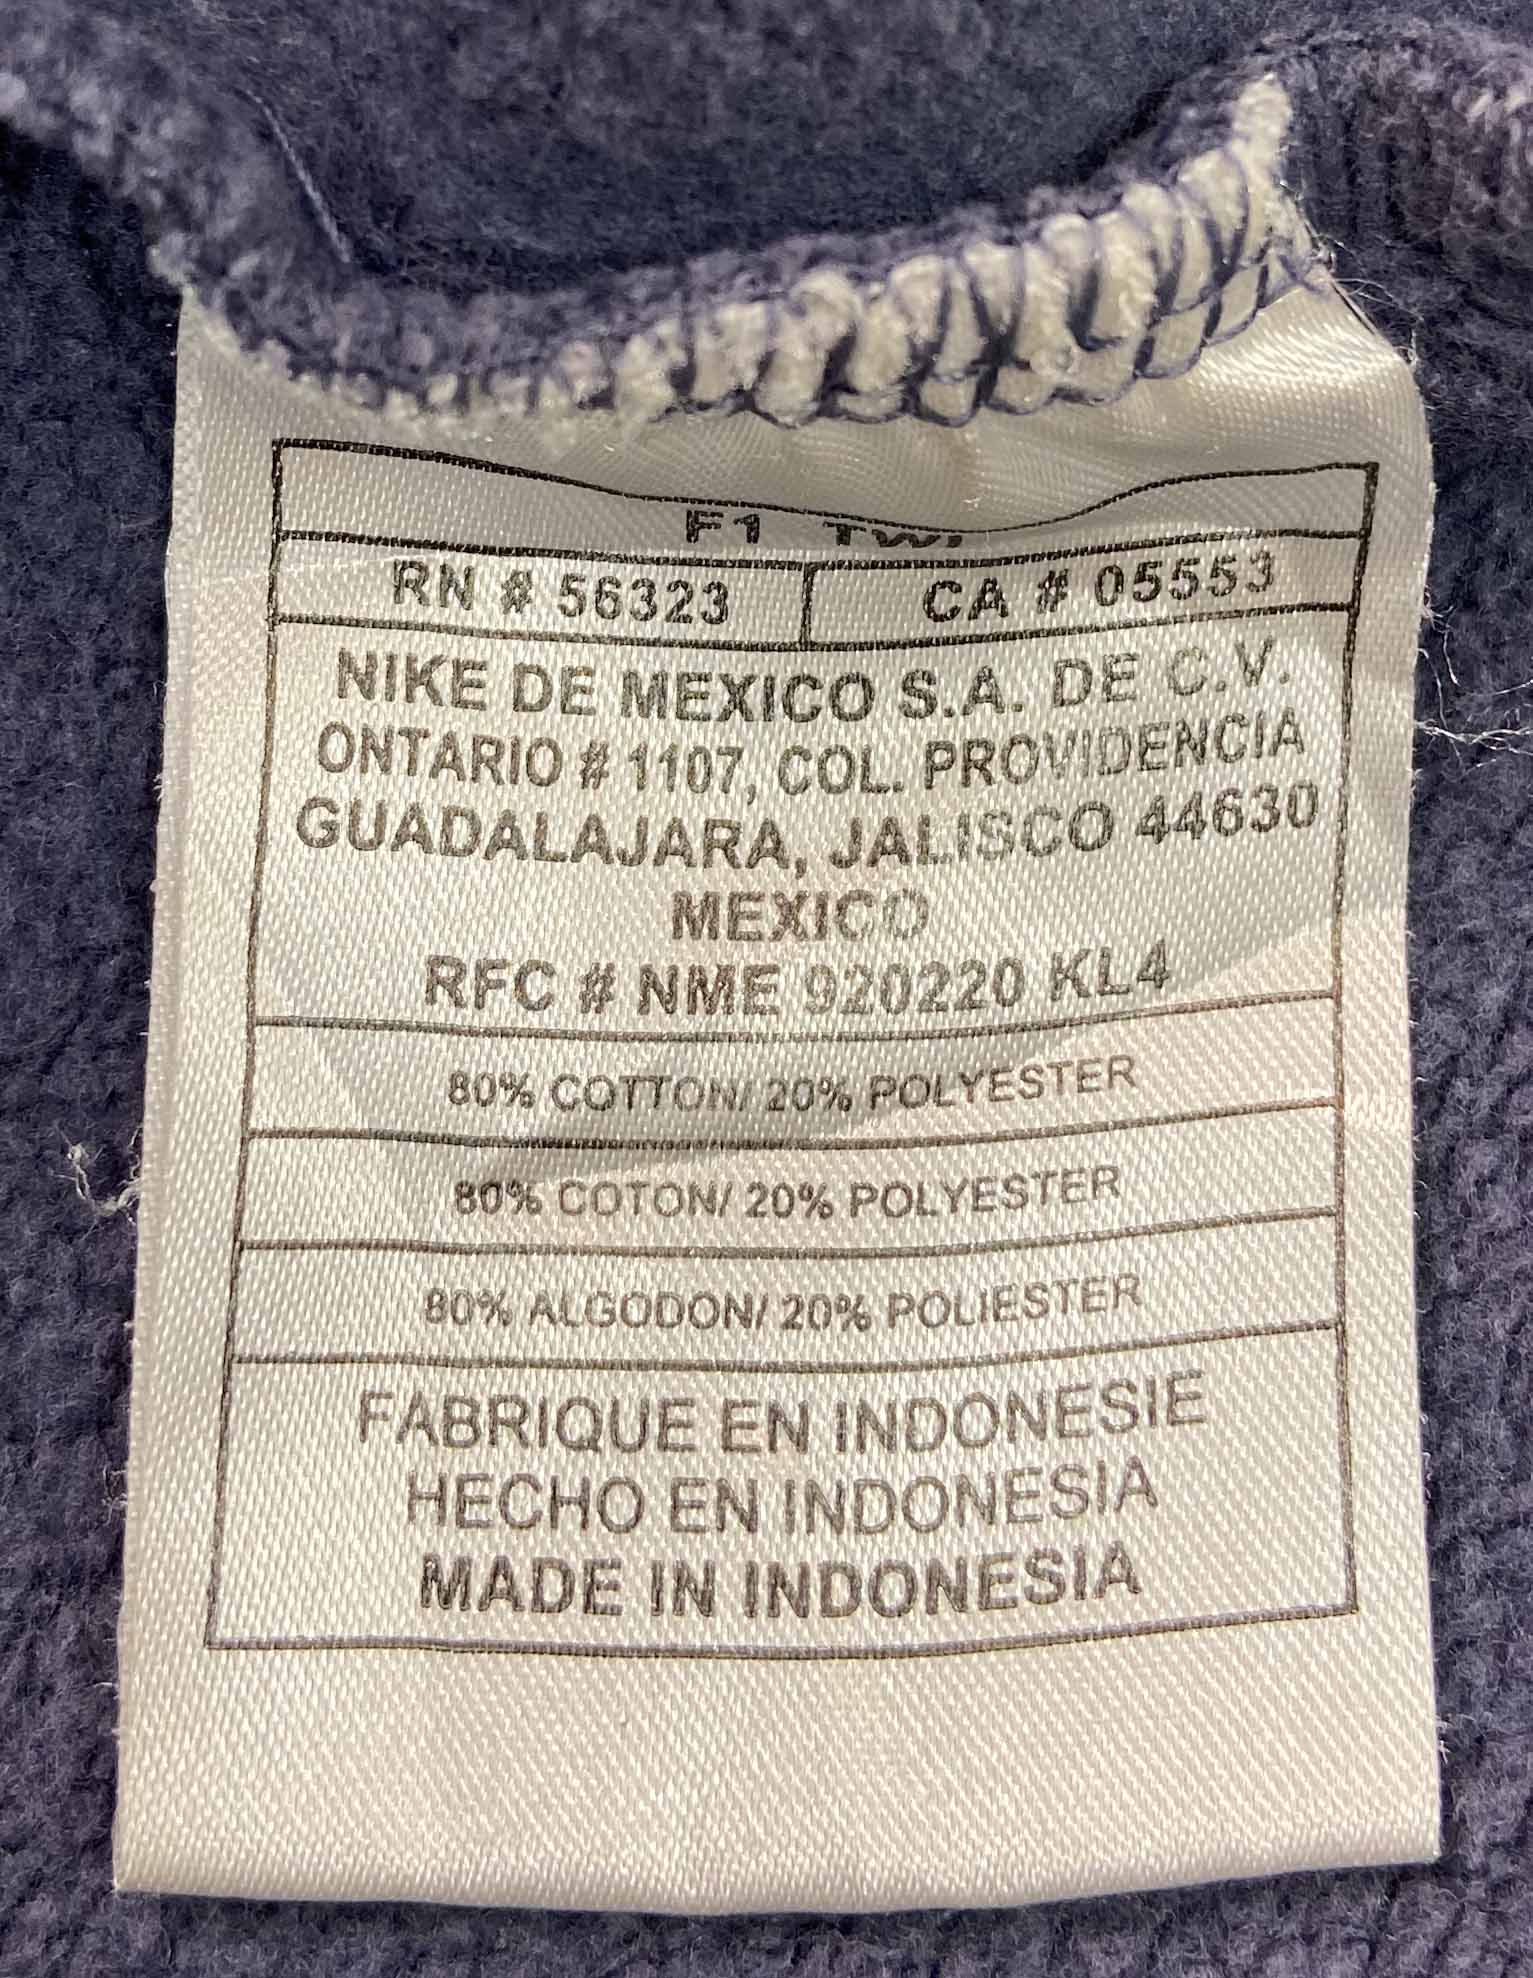 F1
RN # 56323 CA # 05553
NIKE DE MEXICO S.A. DE C.V.
ONTARIO # 1107, COL. PROVIDENCIA
GUADALAJARA, JALISCO 44630
MEXICO
RFC # NME 920220 KL4
80% COTTON/ 20% POLYESTER
80% COTON/ 20% POLYESTER
80% ALGODON/ 20% POLIESTER
FABRIQUE EN INDONESIE
HECHO EN INDONESIA
MADE IN INDONESIA